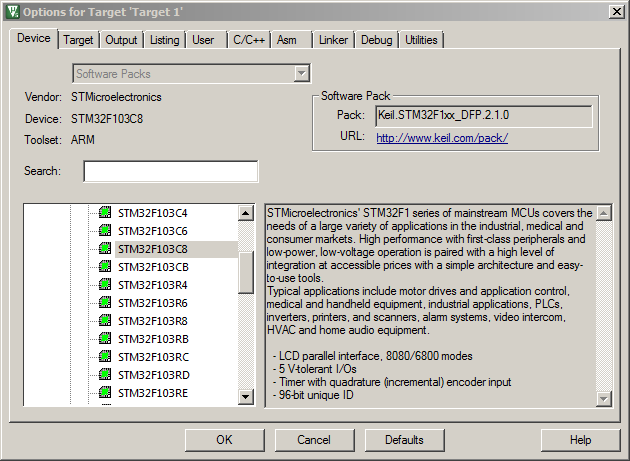 Options for Target 'Target 1'
Device Target Output Listing User C/C++ Asm Linker Debug Utilities
Software Packs
Vendor: STMicroelectronics
Device: STM32F103C8
Toolset: ARM
Search:
Software Pack
Pack: Keil.STM32F1xx_DFP.2.1.0
URL: http://www.keil.com/pack/
STM32F103C4
STM32F103C6
STM32F103C8
STM32F103CB
STM32F103R4
STM32F103R6
STM32F103R8
STM32F103RB
STM32F103RC
STM32F103RD
STM32F103RE
STMicroelectronics' STM32F1 series of mainstream MCUs covers the
needs of a large variety of applications in the industrial, medical and
consumer markets. High performance with first-class peripherals and
low-power, low-voltage operation is paired with a high level of
integration at accessible prices with a simple architecture and easy-
to-use tools.
Typical applications include motor drives and application control,
medical and handheld equipment, industrial applications, PLCs,
inverters, printers, and scanners, alarm systems, video intercom,
HVAC and home audio equipment.
- LCD parallel interface, 8080/6800 modes
- 5 V-tolerant I/Os
- Timer with quadrature (incremental) encoder input
- 96-bit unique ID
OK Cancel Defaults Help